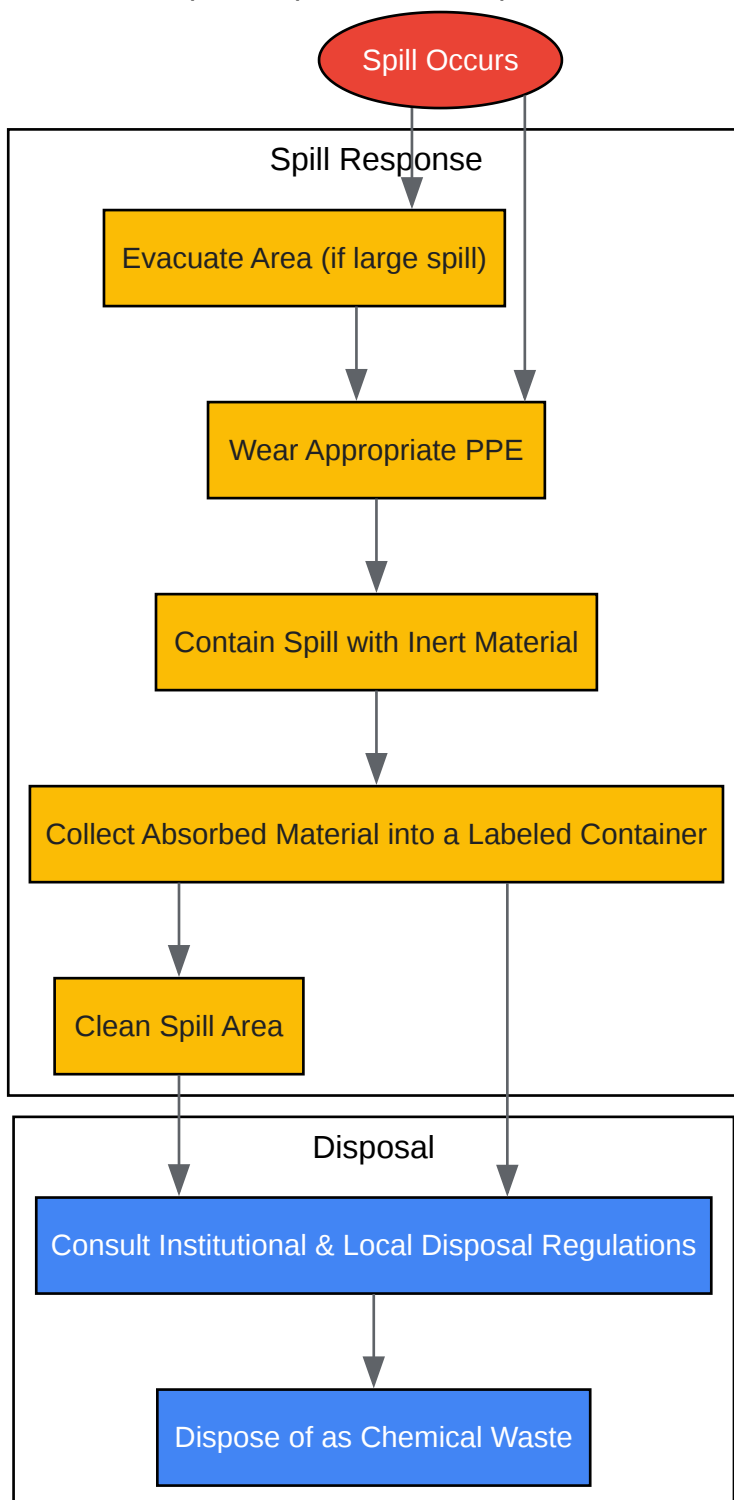 Spill Occurs
Spill Response
Evacuate Area (if large spill)
Wear Appropriate PPE
Contain Spill with Inert Material
Collect Absorbed Material into a Labeled Container
Clean Spill Area
Disposal
Consult Institutional & Local Disposal Regulations
Dispose of as Chemical Waste